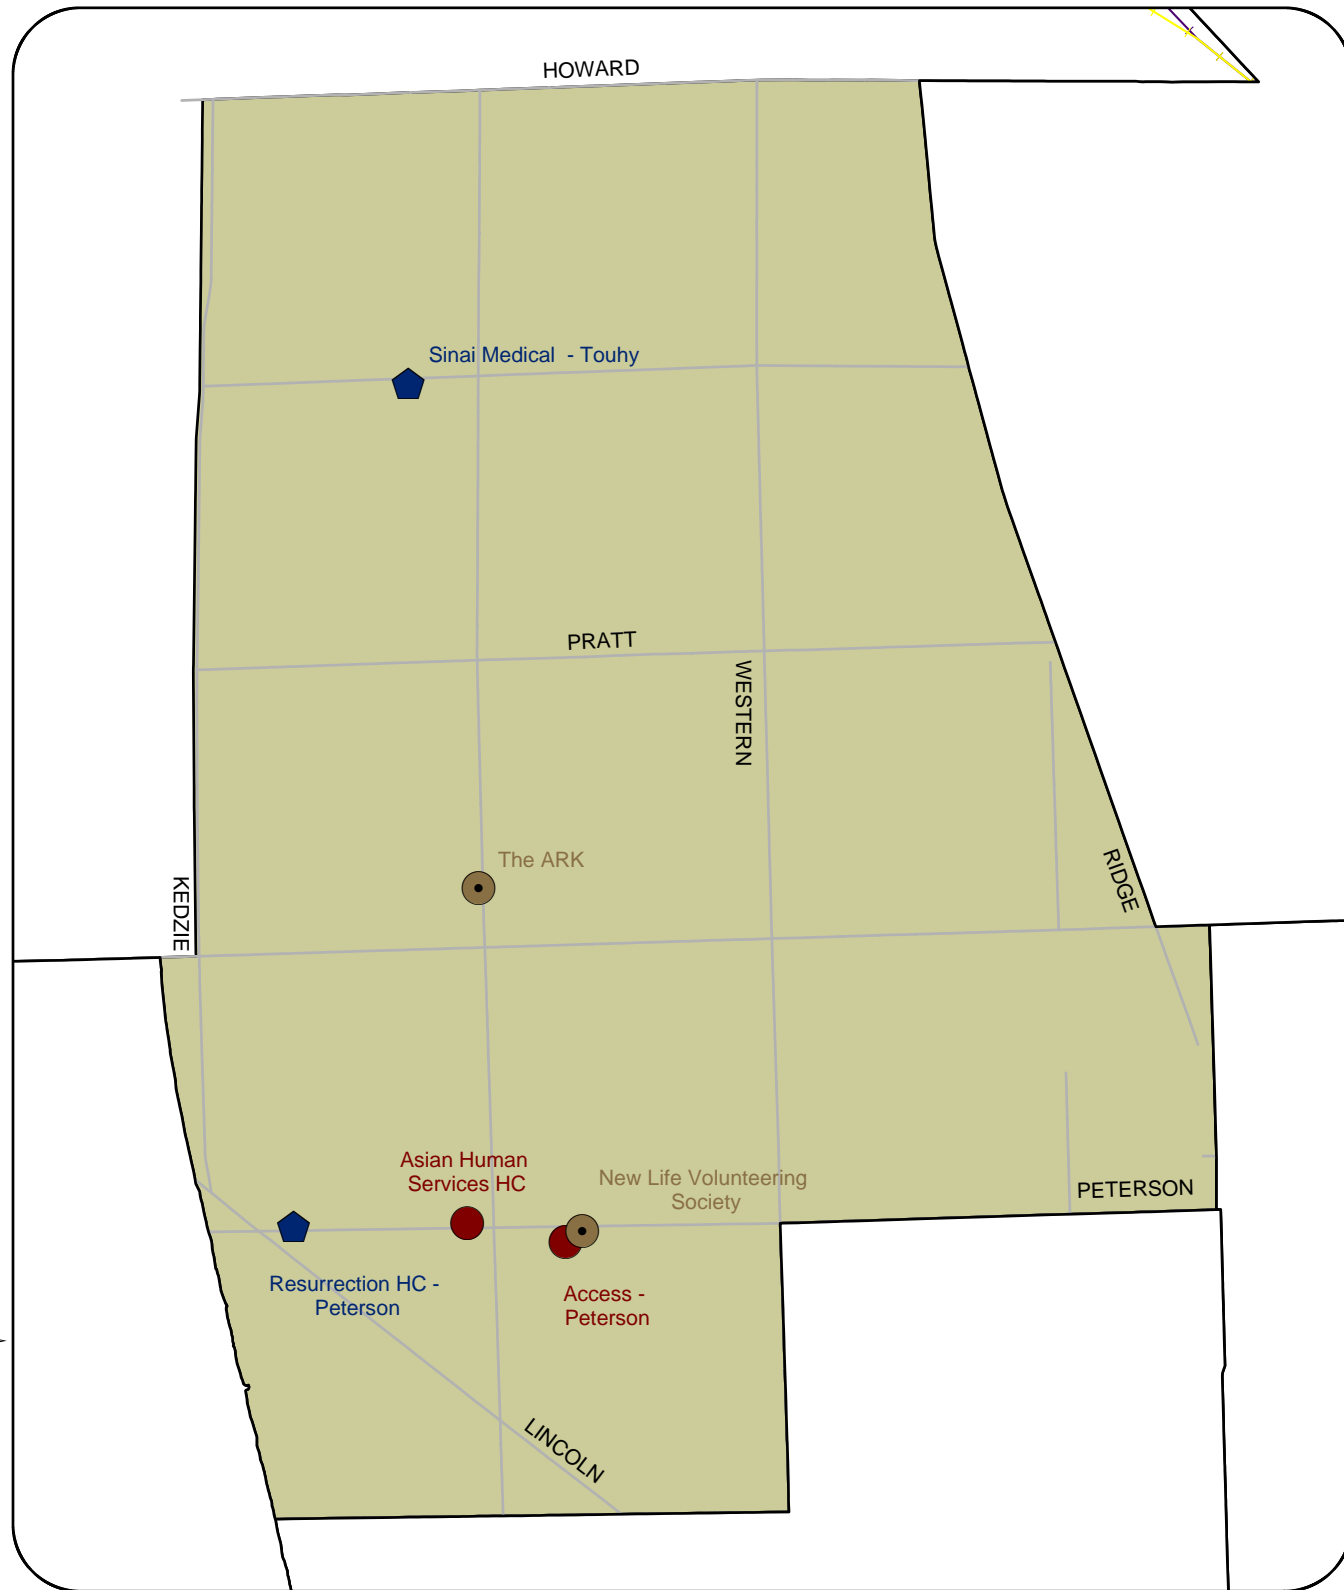 HOWARD
Sinai Medical - Touhy
PRATT
WESTERN
The ARK
RIDGE
KEDZIE
Asian Human
Services HC
New Life Volunteering
Society
PETERSON
Resurrection HC -
Peterson
Access -
Peterson
LINCOLN